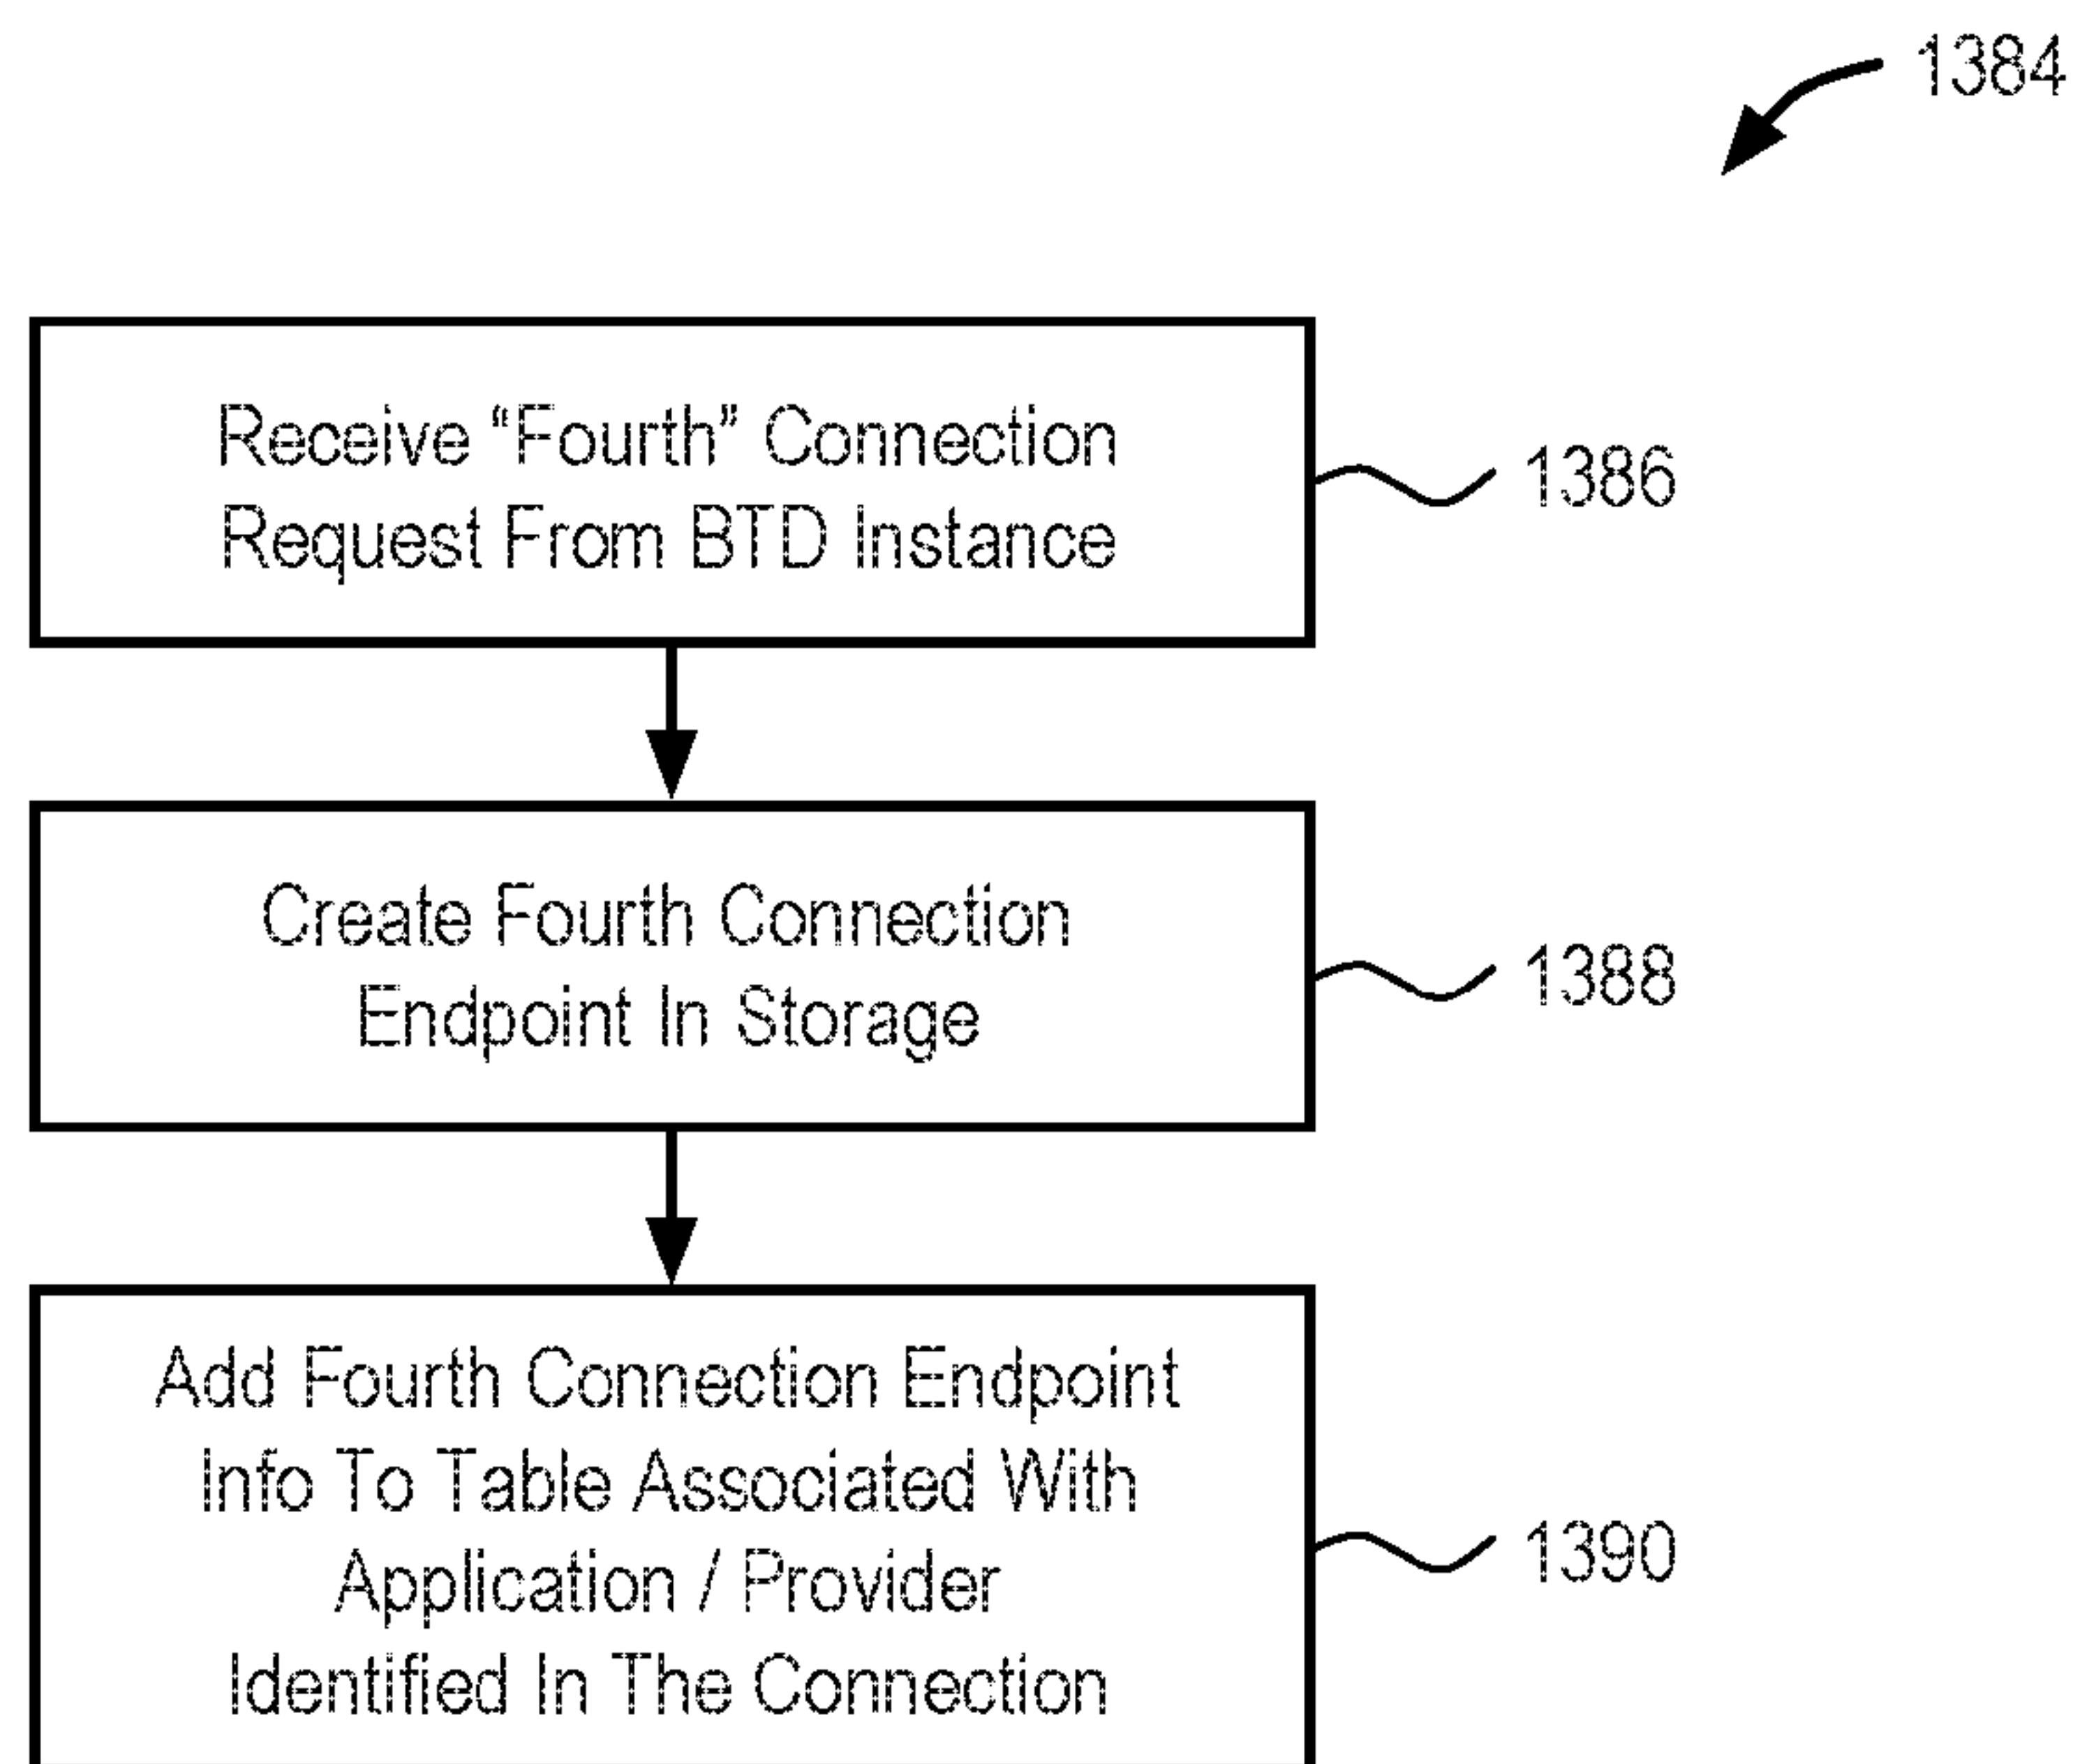 1384
Receive “Fourth” Connection
Request From BTD Instance
1386
Create Fourth Connection
Endpoint In Storage
1388
Add Fourth Connection Endpoint
Info To Table Associated With
Application / Provider
Identified In The Connection
1390